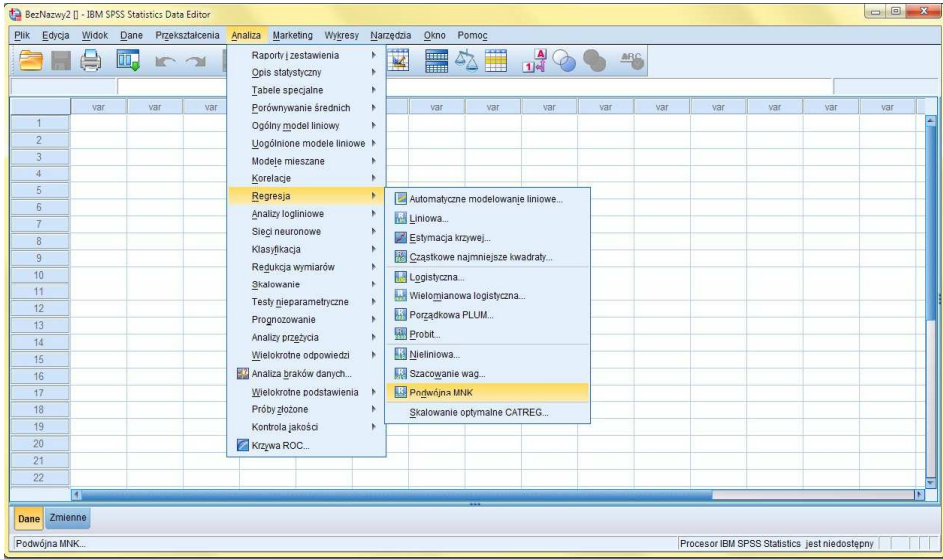 BezNazwy2 [] - IBM SPSS Statistics Data Editor
Plik Edycja Widok Dane Przekształcenia Analiza Marketing Wykresy Narzędzia Okno Pomoc
var var var var var var var var var var var
1
2
3
4
5
6
7
8
9
10
11
12
13
14
15
16
17
18
19
20
21
22
Raporty i zestawienia
Opis statystyczny
Tabele specjalne
Porównywanie średnich
Ogólny model liniowy
Uogólnione modele liniowe
Modele mieszane
Korelacje
Regresja
Analizy logliniowe
Sieci neuronowe
Klasyfikacja
Redukcja wymiarów
Skalowanie
Testy nieparametryczne
Prognozowanie
Analizy przeżycia
Wielokrotne odpowiedzi
Analiza braków danych...
Wielokrotne podstawienia
Próby złożone
Kontrola jakości
Krzywa ROC...
Automatyczne modelowanie liniowe...
Liniowa...
Estymacja krzywej...
Cząstkowe najmniejsze kwadraty...
Logistyczna...
Wielomianowa logistyczna...
Porządkowa PLUM...
Probit...
Nieliniowa...
Szacowanie wag...
Podwójna MNK
Skalowanie optymalne CATREG...
Dane Zmienne
Podwójna MNK...
Procesor IBM SPSS Statistics jest niedostępny